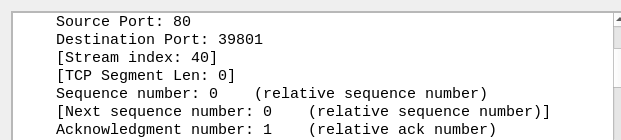 Source Port: 80
Destination Port: 39801
[Stream index: 40]
[TCP Segment Len: 0]
Sequence number: 0    (relative sequence number)
[Next sequence number: 0    (relative sequence number)]
Acknowledgment number: 1    (relative ack number)